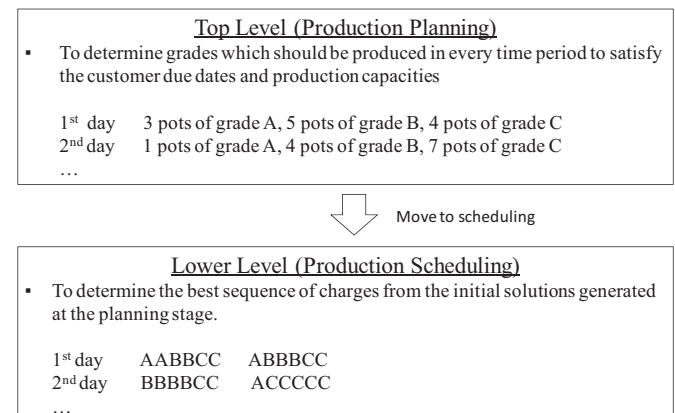 Top Level (Production Planning)
▪ To determine grades which should be produced in every time period to satisfy
the customer due dates and production capacities
1st day 3 pots of grade A, 5 pots of grade B, 4 pots of grade C
2nd day 1 pots of grade A, 4 pots of grade B, 7 pots of grade C
…
Move to scheduling
Lower Level (Production Scheduling)
▪ To determine the best sequence of charges from the initial solutions generated
at the planning stage.
1st day AABBCC ABBBCC
2nd day BBBBCC ACCCCC
…